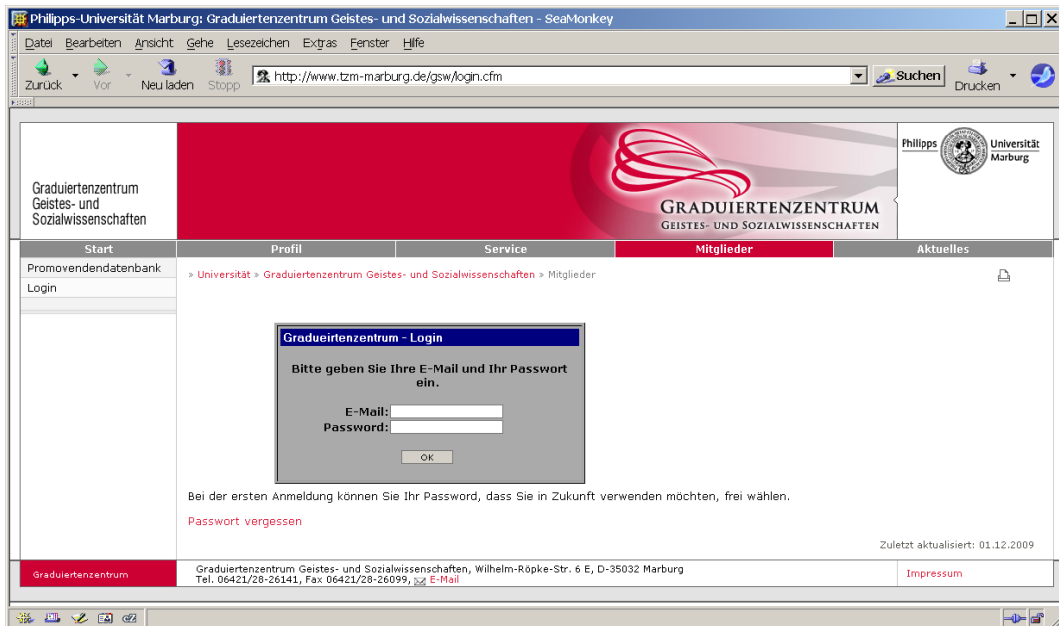 Philipps-Universität Marburg: Graduiertenzentrum Geistes- und Sozialwissenschaften - SeaMonkey
Datei Bearbeiten Ansicht Gehe Lesezeichen Extras Fenster Hilfe
Zurück Vor Neu laden Stopp http://www.tzm-marburg.de/gsw/login.cfm Suchen Drucken
Graduiertenzentrum
Geistes- und
Sozialwissenschaften
GRADUIERTENZENTRUM
GEISTES- UND SOZIALWISSENSCHAFTEN
Philipps Universität
Marburg
Start Profil Service Mitglieder Aktuelles
Promovendendatenbank
Login
» Universität » Graduiertenzentrum Geistes- und Sozialwissenschaften » Mitglieder
Gradueirtenzentrum - Login
Bitte geben Sie Ihre E-Mail und Ihr Passwort
ein.
E-Mail:
Password:
OK
Bei der ersten Anmeldung können Sie Ihr Password, dass Sie in Zukunft verwenden möchten, frei wählen.
Passwort vergessen
Zuletzt aktualisiert: 01.12.2009
Graduiertenzentrum
Graduiertenzentrum Geistes- und Sozialwissenschaften, Wilhelm-Röpke-Str. 6 E, D-35032 Marburg
Tel. 06421/28-26141, Fax 06421/28-26099, E-Mail
Impressum